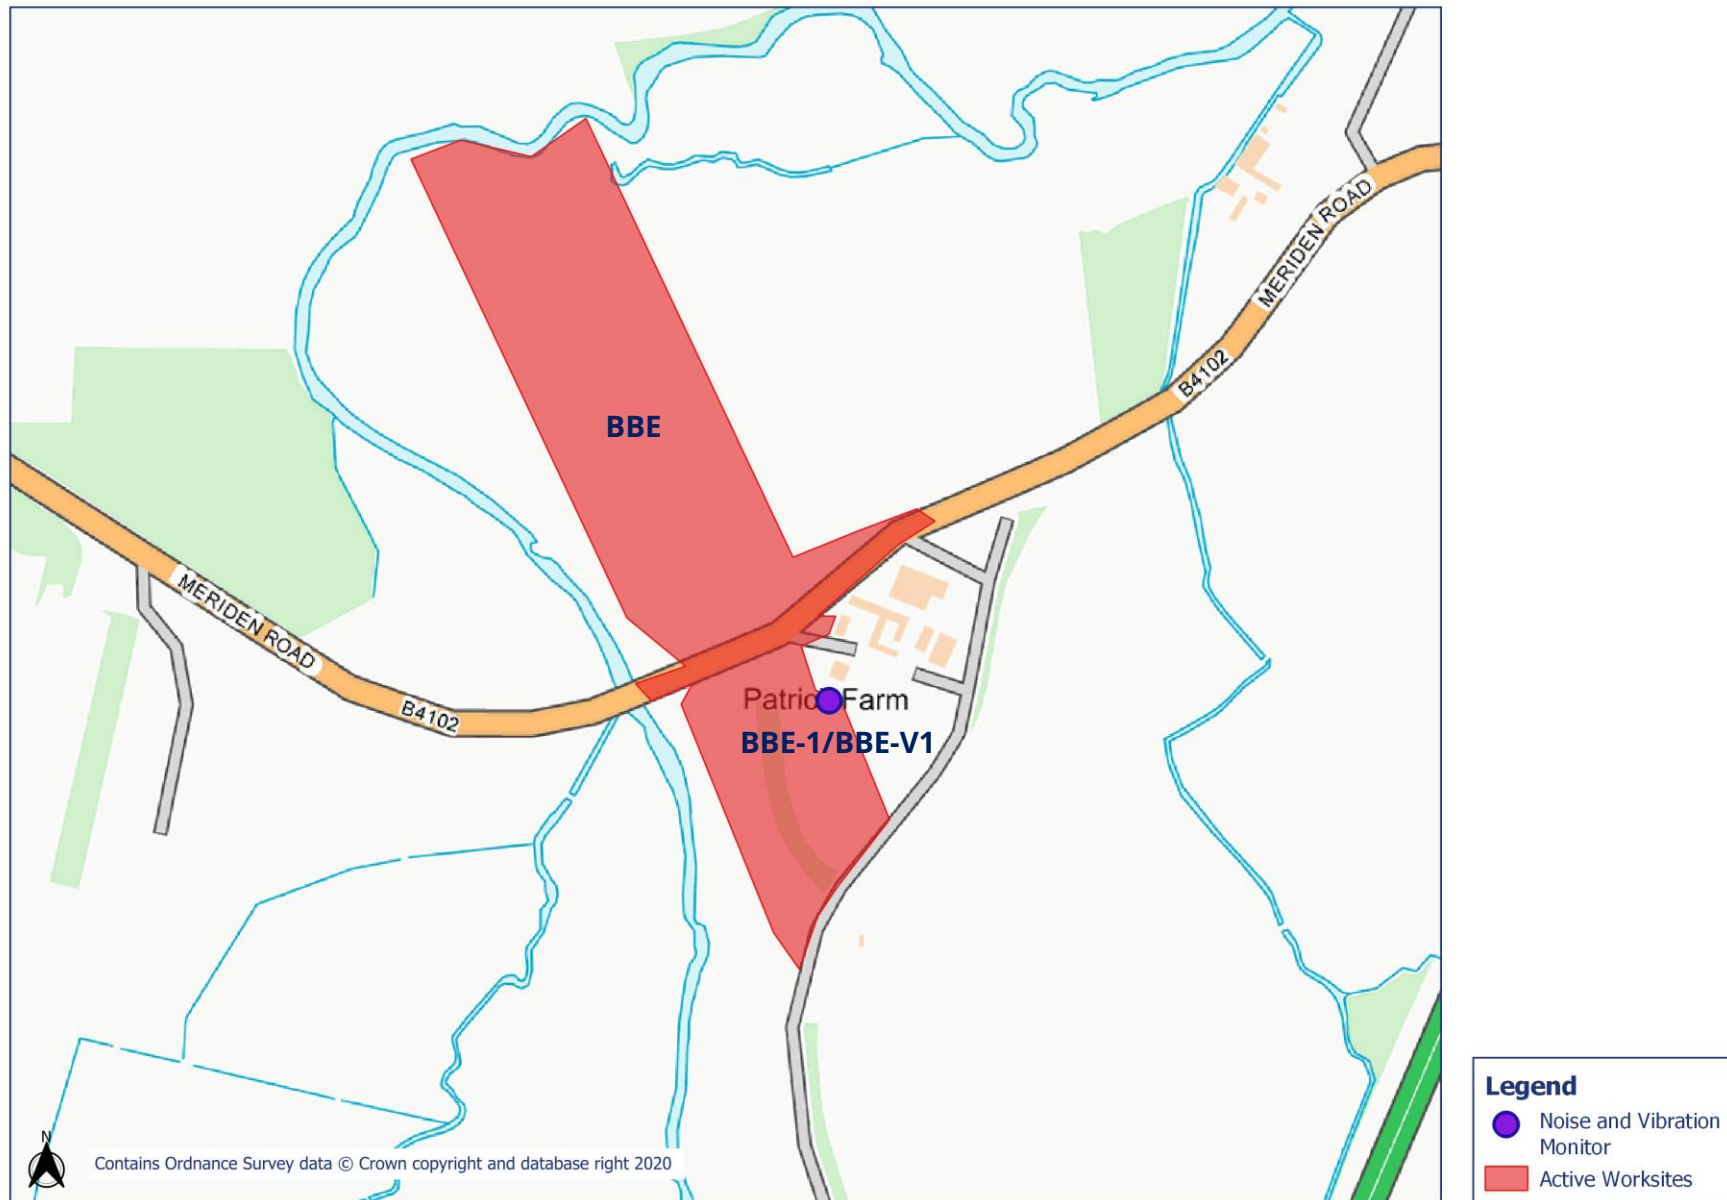 MERIDEN ROAD
B4102
BBE
MERIDEN ROAD
B4102
Patric Farm
BBE-1/BBE-V1
N
Contains Ordnance Survey data © Crown copyright and database right 2020
Legend
Noise and Vibration
Monitor
Active Worksites